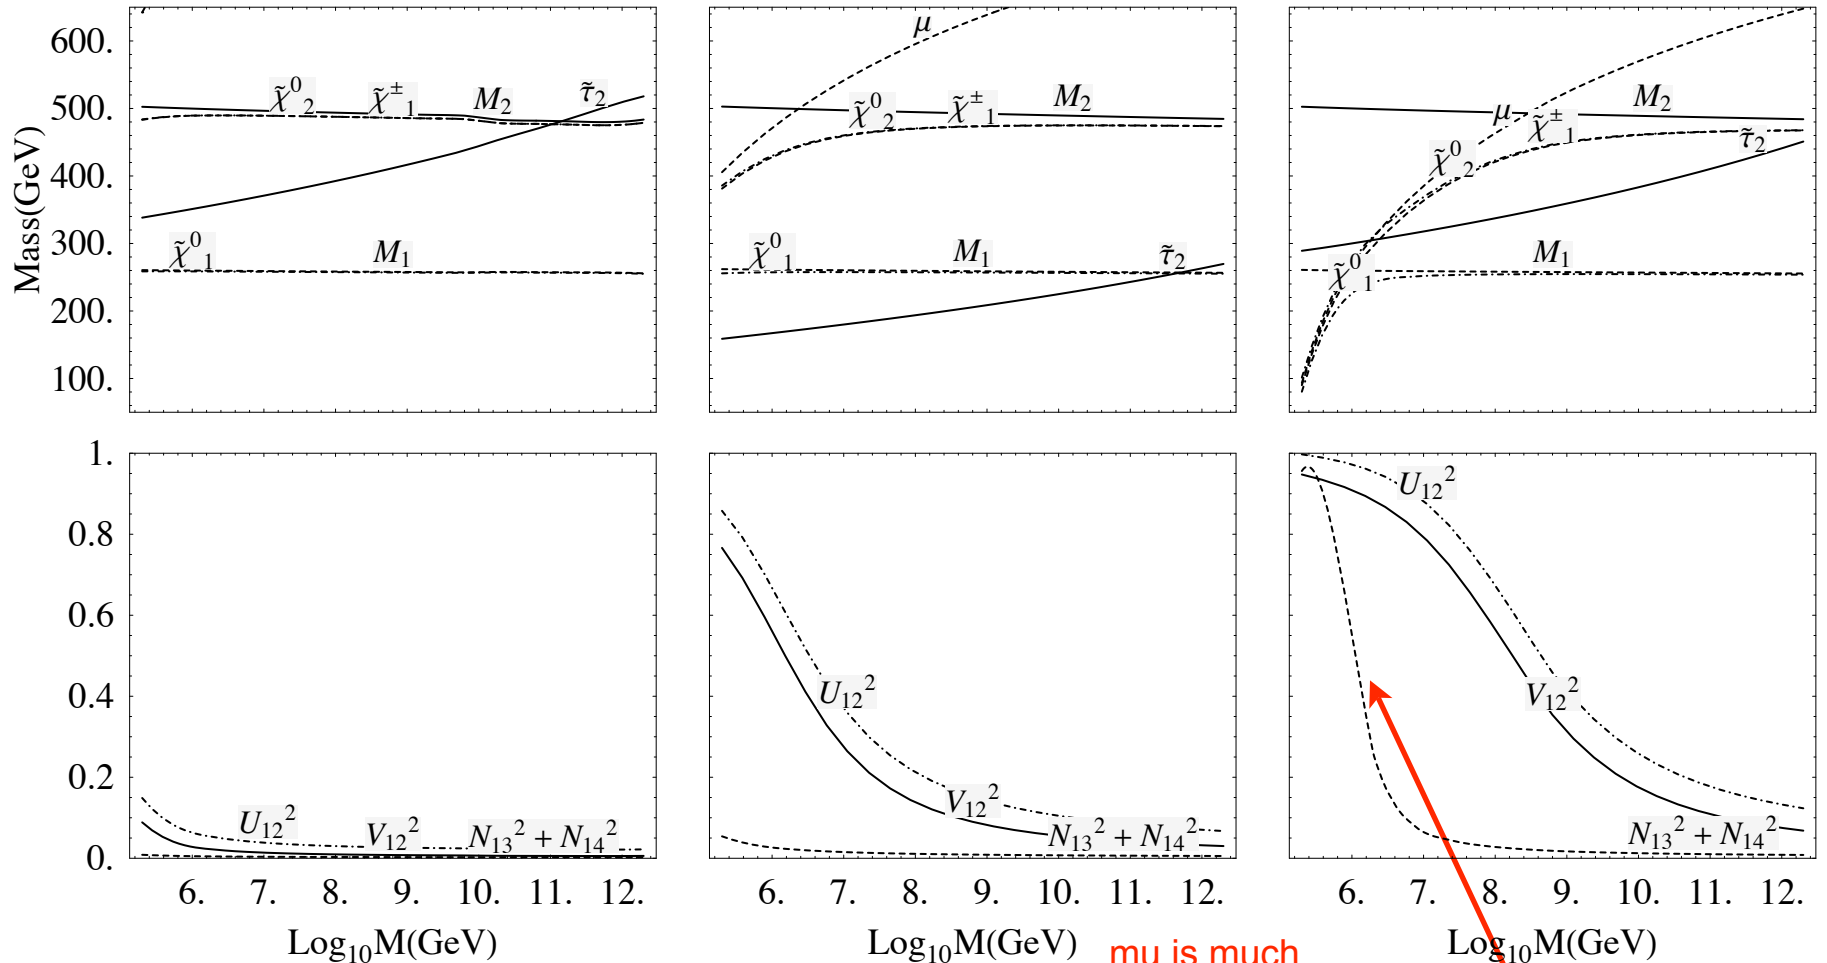 600.
500.
400.
300.
200.
100.
Mass(GeV)
χ̃⁰₂ χ̃±₁ M₂ τ̃₂
χ̃⁰₁ M₁
μ
χ̃⁰₂ χ̃±₁ M₂
χ̃⁰₁ M₁ τ̃₂
μ M₂
χ̃⁰₂ χ̃±₁ τ̃₂
χ̃⁰₁ M₁
1.
0.8
0.6
0.4
0.2
0.
U₁₂² V₁₂² N₁₃² + N₁₄²
U₁₂²
V₁₂² N₁₃² + N₁₄²
U₁₂²
V₁₂²
N₁₃² + N₁₄²
6. 7. 8. 9. 10. 11. 12.
6. 7. 8. 9. 10. 11. 12.
6. 7. 8. 9. 10. 11. 12.
Log₁₀M(GeV) Log₁₀M(GeV) Log₁₀M(GeV)
mu is much